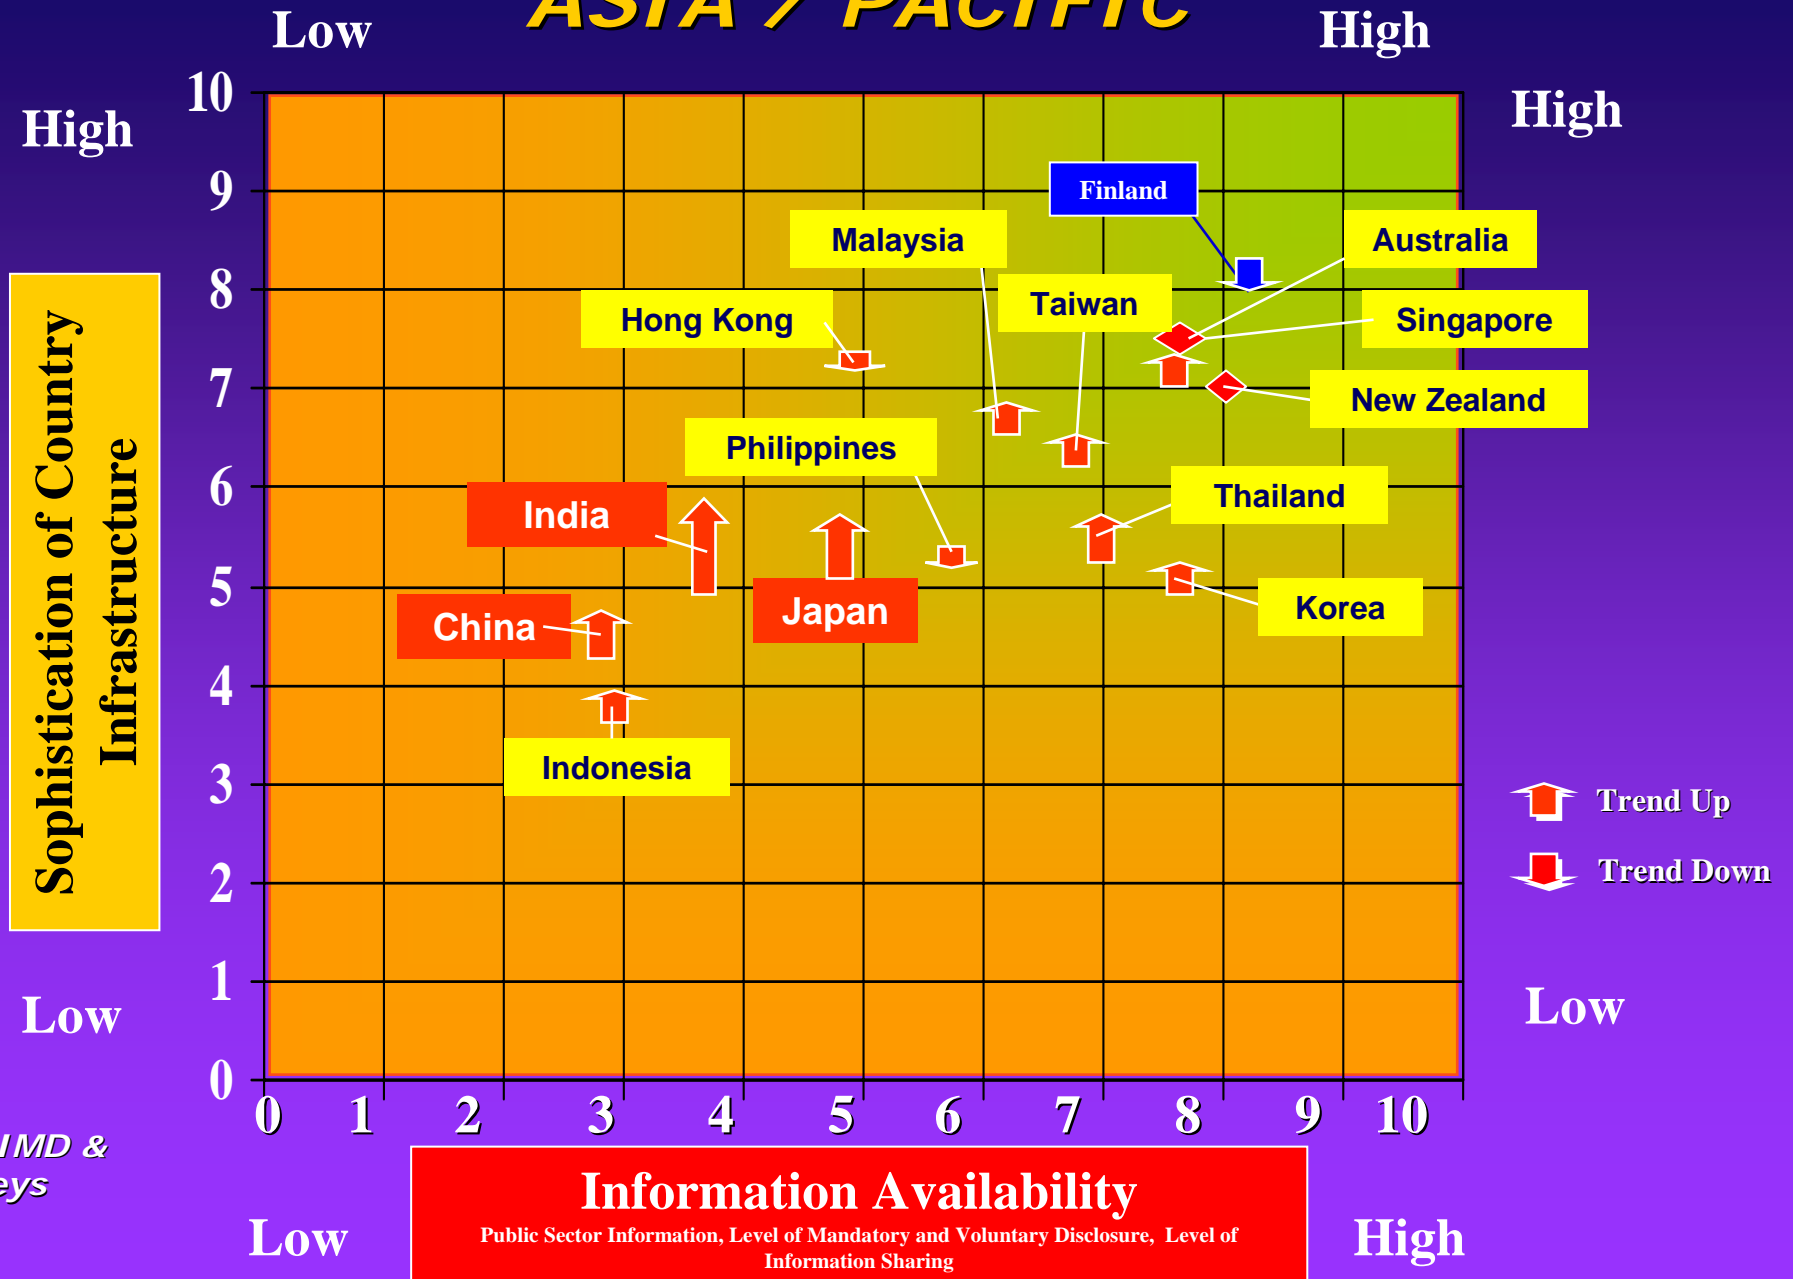 ASIA / PACIFIC
Low
High
10
High
High
9
Finland
Malaysia
Australia
8
Taiwan
Hong Kong
Singapore
7
New Zealand
Philippines
6
Thailand
India
5
Korea
Japan
China
4
Indonesia
3
Sophistication of Country
Infrastructure
Trend Up
Trend Down
2
1
Low
Low
0
0 1 2 3 4 5 6 7 8 9 10
IMD &
Information Availability
Public Sector Information, Level of Mandatory and Voluntary Disclosure, Level of
Information Sharing
Low
High